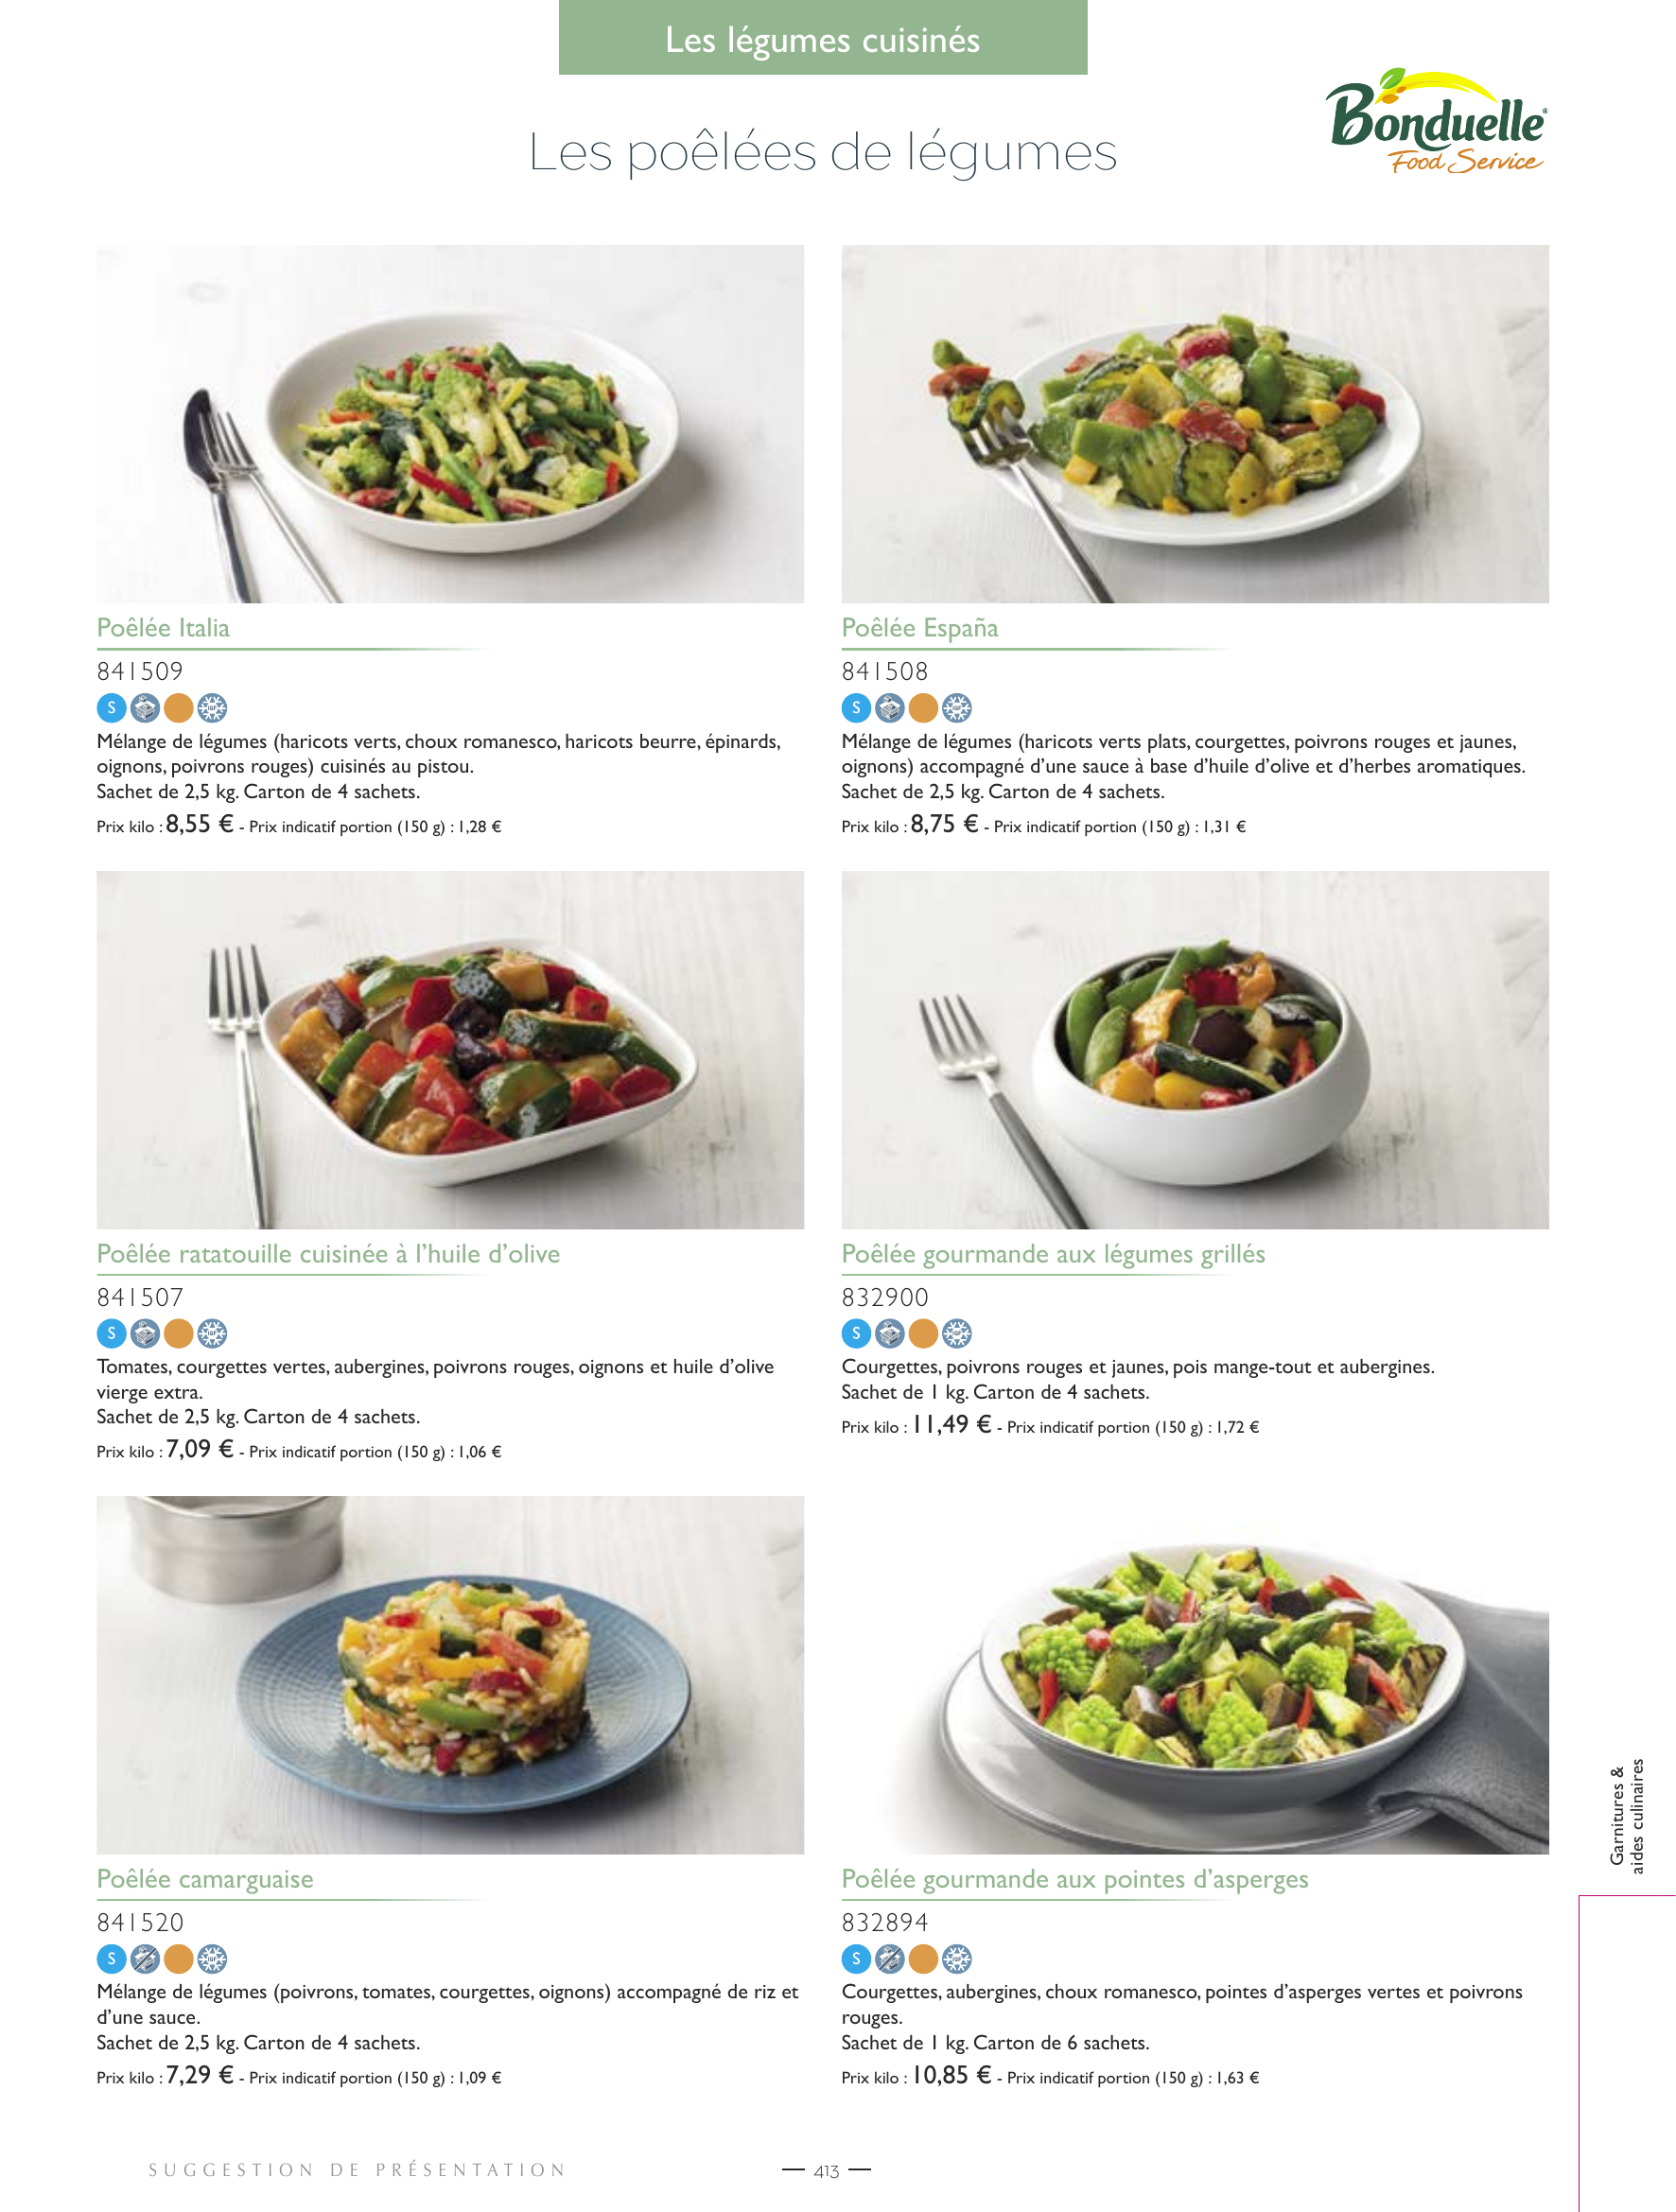 Les légumes cuisinés
Bonduelle
Food Service
Les poêlées de légumes
Poêlée Italia
841509
S
Mélange de légumes (haricots verts, choux romanesco, haricots beurre, épinards,
oignons, poivrons rouges) cuisinés au pistou.
Sachet de 2,5 kg. Carton de 4 sachets.
Prix kilo : 8,55 € - Prix indicatif portion (150 g) : 1,28 €
Poêlée España
841508
S
Mélange de légumes (haricots verts plats, courgettes, poivrons rouges et jaunes,
oignons) accompagné d’une sauce à base d’huile d’olive et d’herbes aromatiques.
Sachet de 2,5 kg. Carton de 4 sachets.
Prix kilo : 8,75 € - Prix indicatif portion (150 g) : 1,31 €
Poêlée ratatouille cuisinée à l’huile d’olive
841507
S
Tomates, courgettes vertes, aubergines, poivrons rouges, oignons et huile d’olive
vierge extra.
Sachet de 2,5 kg. Carton de 4 sachets.
Prix kilo : 7,09 € - Prix indicatif portion (150 g) : 1,06 €
Poêlée gourmande aux légumes grillés
832900
S
Courgettes, poivrons rouges et jaunes, pois mange-tout et aubergines.
Sachet de 1 kg. Carton de 4 sachets.
Prix kilo : 11,49 € - Prix indicatif portion (150 g) : 1,72 €
Poêlée camarguaise
841520
S
Mélange de légumes (poivrons, tomates, courgettes, oignons) accompagné de riz et
d’une sauce.
Sachet de 2,5 kg. Carton de 4 sachets.
Prix kilo : 7,29 € - Prix indicatif portion (150 g) : 1,09 €
Poêlée gourmande aux pointes d’asperges
832894
S
Courgettes, aubergines, choux romanesco, pointes d’asperges vertes et poivrons
rouges.
Sachet de 1 kg. Carton de 6 sachets.
Prix kilo : 10,85 € - Prix indicatif portion (150 g) : 1,63 €
Garnitures &
aides culinaires
SUGGESTION DE PRÉSENTATION
— 413 —